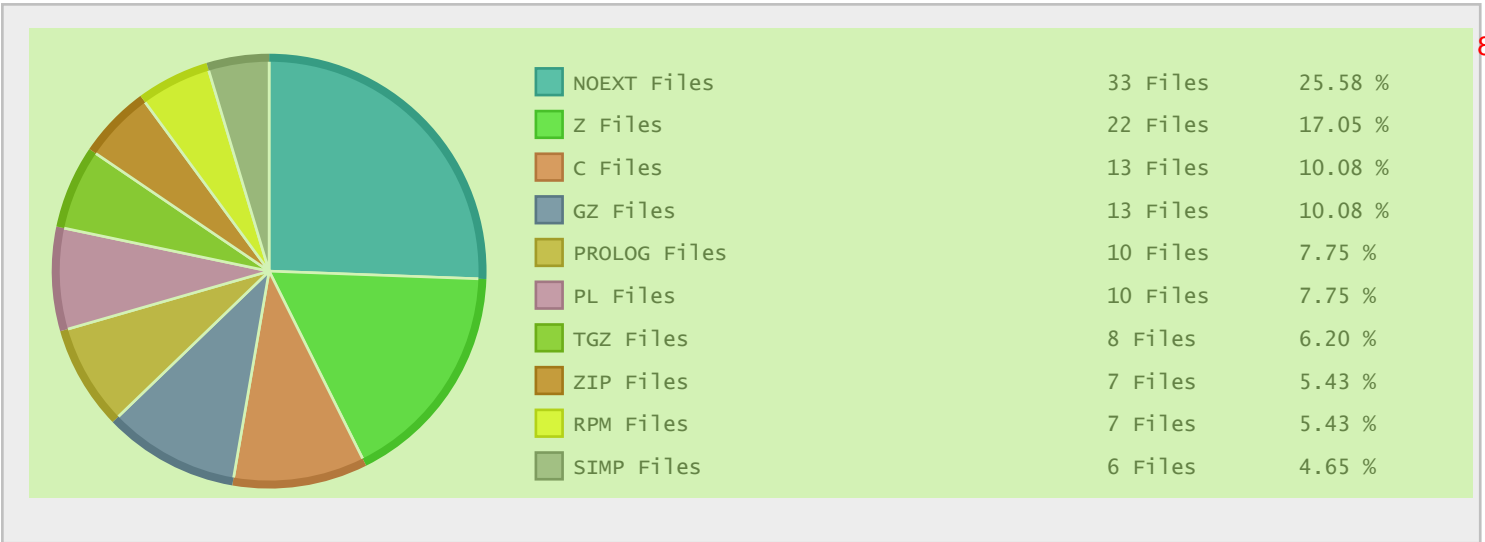 NOEXT Files 33 Files 25.58 %
Z Files 22 Files 17.05 %
C Files 13 Files 10.08 %
GZ Files 13 Files 10.08 %
PROLOG Files 10 Files 7.75 %
PL Files 10 Files 7.75 %
TGZ Files 8 Files 6.20 %
ZIP Files 7 Files 5.43 %
RPM Files 7 Files 5.43 %
SIMP Files 6 Files 4.65 %